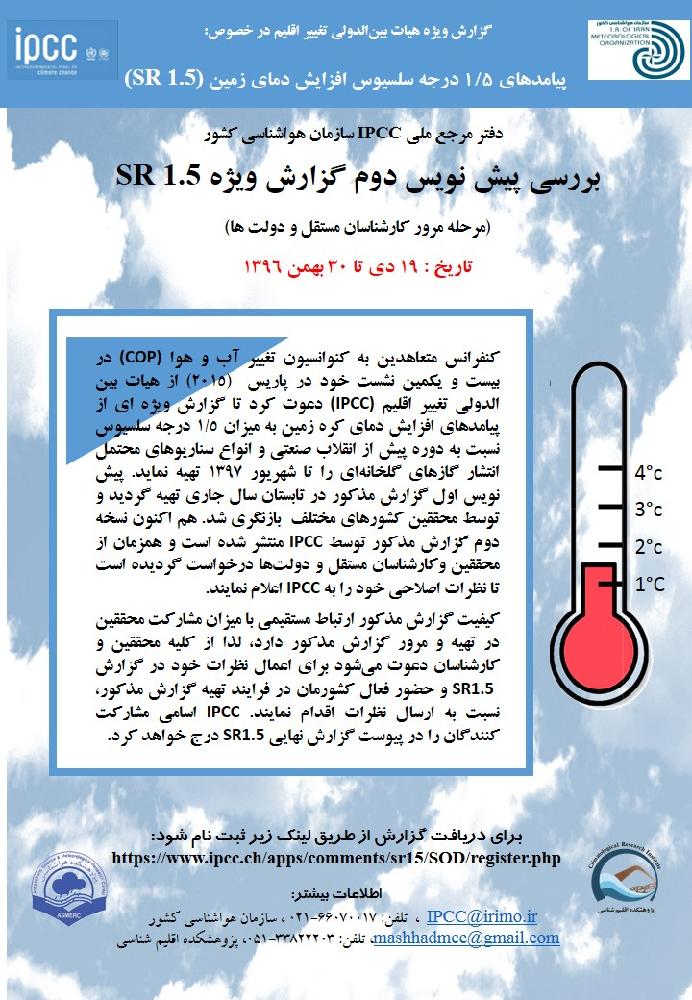 گزارش ویژه هیات بین‌الدولی تغییر اقلیم در خصوص:
پیامدهای ۱/۵ درجه سلسیوس افزایش دمای زمین (SR 1.5)
ipcc
INTERGOVERNMENTAL PANEL ON climate change
سازمان هواشناسی کشور
I.R. OF IRAN
METEOROLOGICAL
ORGANIZATION
دفتر مرجع ملی IPCC سازمان هواشناسی کشور
بررسی پیش نویس دوم گزارش ویژه SR 1.5
(مرحله مرور کارشناسان مستقل و دولت ها)
تاریخ : ۱۹ دی تا ۳۰ بهمن ۱۳۹۶
کنفرانس متعاهدین به کنوانسیون تغییر آب و هوا (COP) در
بیست و یکمین نشست خود در پاریس (۲۰۱۵) از هیات بین
الدولی تغییر اقلیم (IPCC) دعوت کرد تا گزارش ویژه ای از
پیامدهای افزایش دمای کره زمین به میزان ۱/۵ درجه سلسیوس
نسبت به دوره پیش از انقلاب صنعتی و انواع سناریوهای محتمل
انتشار گازهای گلخانه‌ای را تا شهریور ۱۳۹۷ تهیه نماید. پیش
نویس اول گزارش مذکور در تابستان سال جاری تهیه گردید و
توسط محققین کشورهای مختلف بازنگری شد. هم اکنون نسخه
دوم گزارش مذکور توسط IPCC منتشر شده است و همزمان از
محققین وکارشناسان مستقل و دولت‌ها درخواست گردیده است
تا نظرات اصلاحی خود را به IPCC اعلام نمایند.
کیفیت گزارش مذکور ارتباط مستقیمی با میزان مشارکت محققین
در تهیه و مرور گزارش مذکور دارد، لذا از کلیه محققین و
کارشناسان دعوت می‌شود برای اعمال نظرات خود در گزارش
SR1.5 و حضور فعال کشورمان در فرایند تهیه گزارش مذکور،
نسبت به ارسال نظرات اقدام نمایند. IPCC اسامی مشارکت
کنندگان را در پیوست گزارش نهایی SR1.5 درج خواهد کرد.
4°c
3°c
2°c
1°C
برای دریافت گزارش از طریق لینک زیر ثبت نام شود:
https://www.ipcc.ch/apps/comments/sr15/SOD/register.php
اطلاعات بیشتر:
IPCC@irimo.ir ، تلفن: ۶۶۰۷۰۰۱۷-۰۲۱ ، سازمان هواشناسی کشور
mashhadmcc@gmail.com، تلفن: ۳۳۸۲۲۲۰۳-۰۵۱، پژوهشکده اقلیم شناسی
پژوهشکده هواشناسی
ASMERC
Climatological Research Institute
پژوهشکده اقلیم شناسی